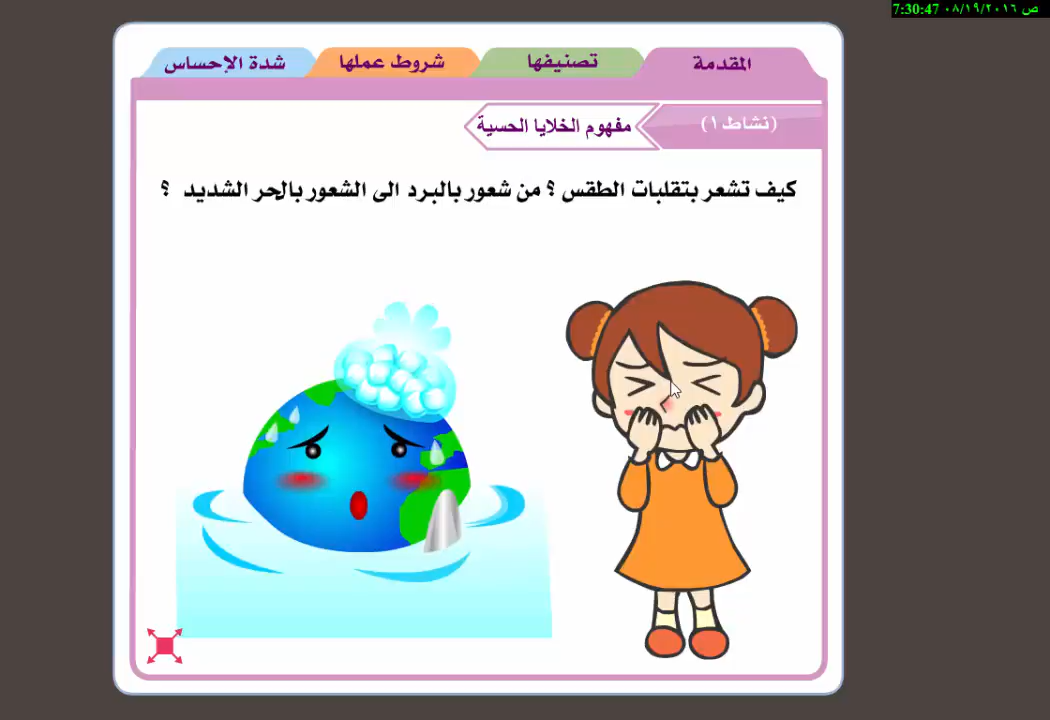 ص ٠٨/١٩/٢٠١٦ 7:30:47
المقدمة
تصنيفها
شروط عملها
شدة الإحساس
(نشاط ١)
مفهوم الخلايا الحسية
كيف تشعر بتقلبات الطقس ؟ من شعور بالبرد الى الشعور بالحر الشديد ؟